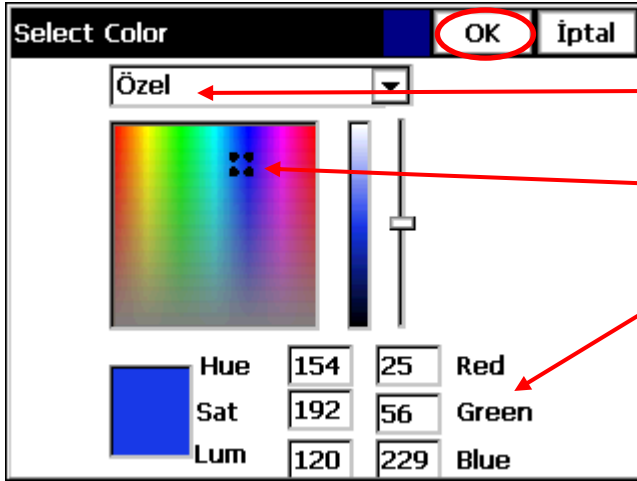 Select Color OK İptal
Özel
Hue 154 25 Red
Sat 192 56 Green
Lum 120 229 Blue